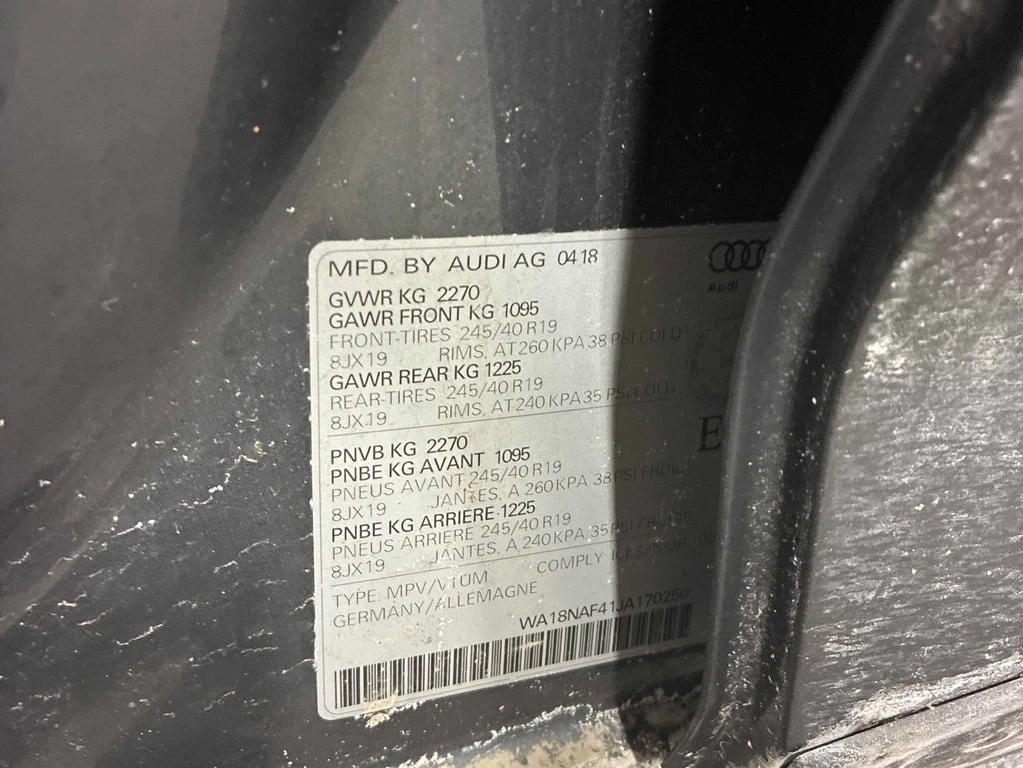 MFD. BY AUDI AG 04 18
Audi
GVWR KG 2270
GAWR FRONT KG 1095
FRONT-TIRES 245/40 R19
8JX19 RIMS, AT 260 KPA 38 PSI COLD
GAWR REAR KG 1225
REAR-TIRES 245/40 R19
8JX19 RIMS, AT 240 KPA 35 PSI COLD
E
PNVB KG 2270
PNBE KG AVANT 1095
PNEUS AVANT 245/40 R19
8JX19 JANTES, A 260 KPA 38 PSI FROID
PNBE KG ARRIERE 1225
PNEUS ARRIERE 245/40 R19
8JX19 JANTES, A 240 KPA 35 PSI FROID
TYPE: MPV/VTUM COMPLY
GERMANY/ALLEMAGNE
WA18NAF41JA170250